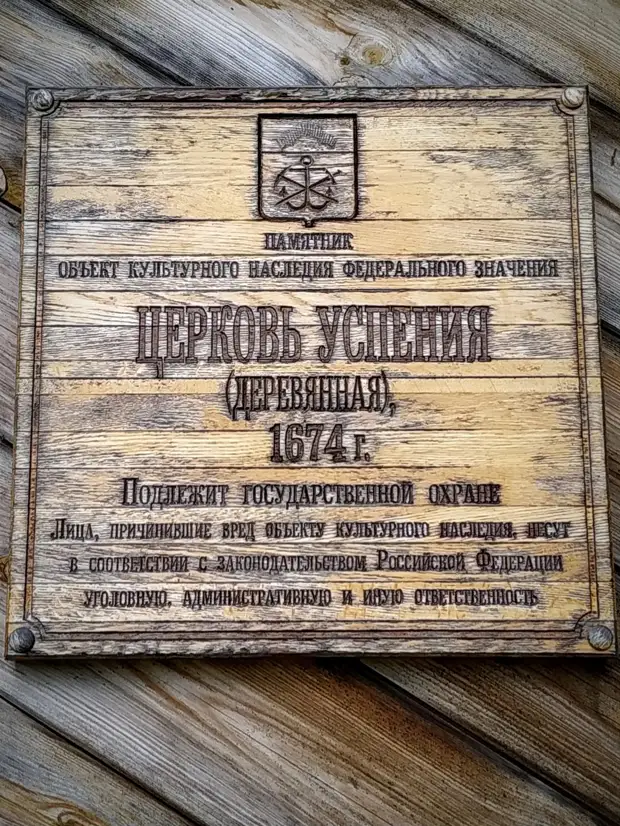 ПАМЯТНИК
ОБЪЕКТ КУЛЬТУРНОГО НАСЛЕДИЯ ФЕДЕРАЛЬНОГО ЗНАЧЕНИЯ
ЦЕРКОВЬ УСПЕНИЯ
(ДЕРЕВЯННАЯ),
1674 г.
Подлежит государственной охране
Лица, причинившие вред объекту культурного наследия, несут
в соответствии с законодательством Российской Федерации
уголовную, административную и иную ответственность